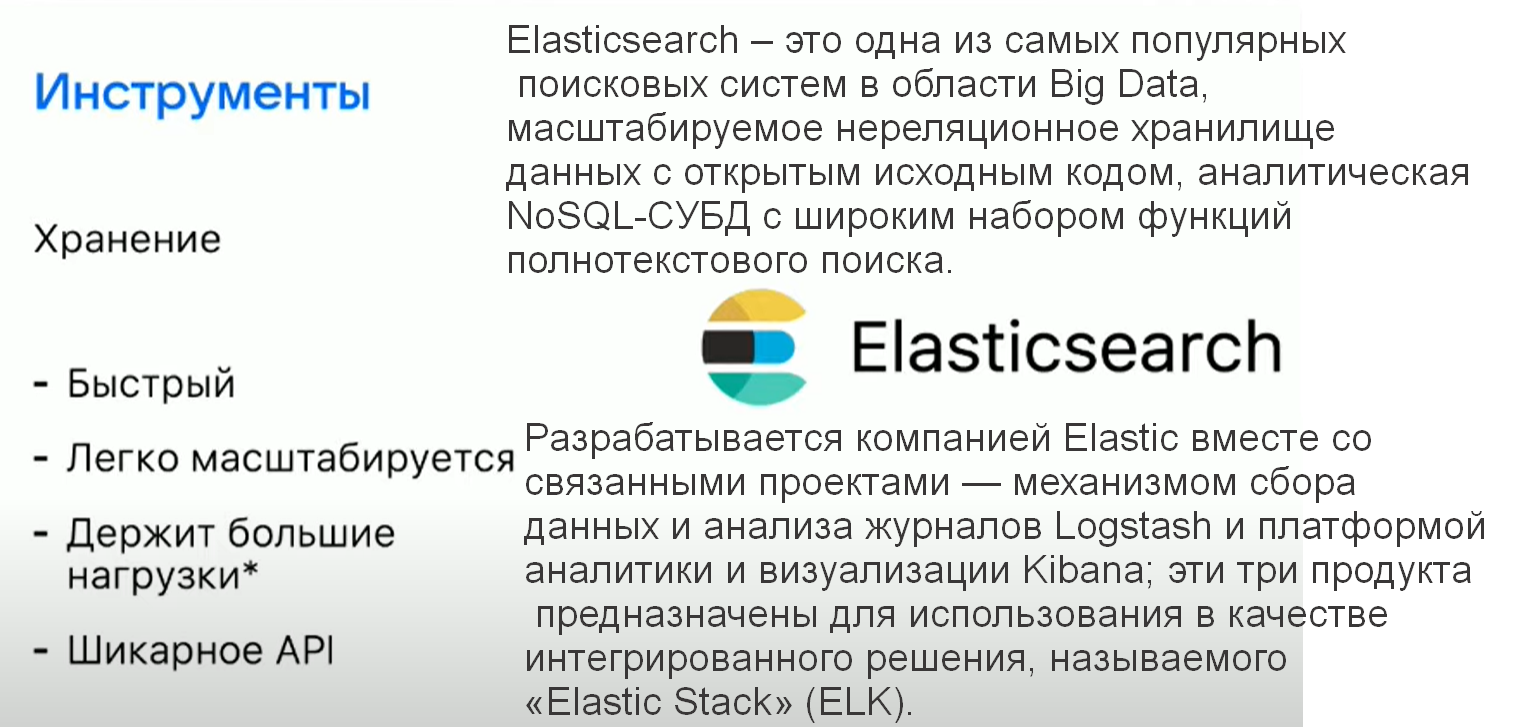 Инструменты
Хранение
- Быстрый
- Легко масштабируется
- Держит большие
нагрузки*
- Шикарное API
Elasticsearch – это одна из самых популярных
поисковых систем в области Big Data,
масштабируемое нереляционное хранилище
данных с открытым исходным кодом, аналитическая
NoSQL-СУБД с широким набором функций
полнотекстового поиска.
Elasticsearch
Разрабатывается компанией Elastic вместе со
связанными проектами — механизмом сбора
данных и анализа журналов Logstash и платформой
аналитики и визуализации Kibana; эти три продукта
предназначены для использования в качестве
интегрированного решения, называемого
«Elastic Stack» (ELK).